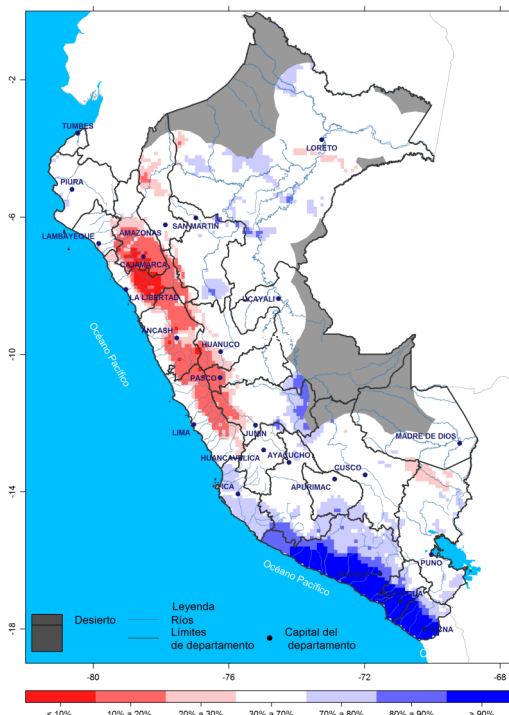 -2
-6
-10
-14
-18
TUMBES
LORETO
PIURA
LAMBAYEQUE
AMAZONAS
SAN MARTIN
CAJAMARCA
LA LIBERTAD
UCAYALI
ANCASH
HUANUCO
Océano Pacífico
PASCO
LIMA
JUNIN
MADRE DE DIOS
HUANCAVELICA
AYACUCHO
CUSCO
ICA
APURIMAC
PUNO
Océano Pacífico
Desierto
Leyenda
Ríos
Límites
de departamento
Capital del
departamento
-80
-76
-72
-68
10% a 20%
20% a 30%
30% a 70%
70% a 80%
80% a 90%
> 90%